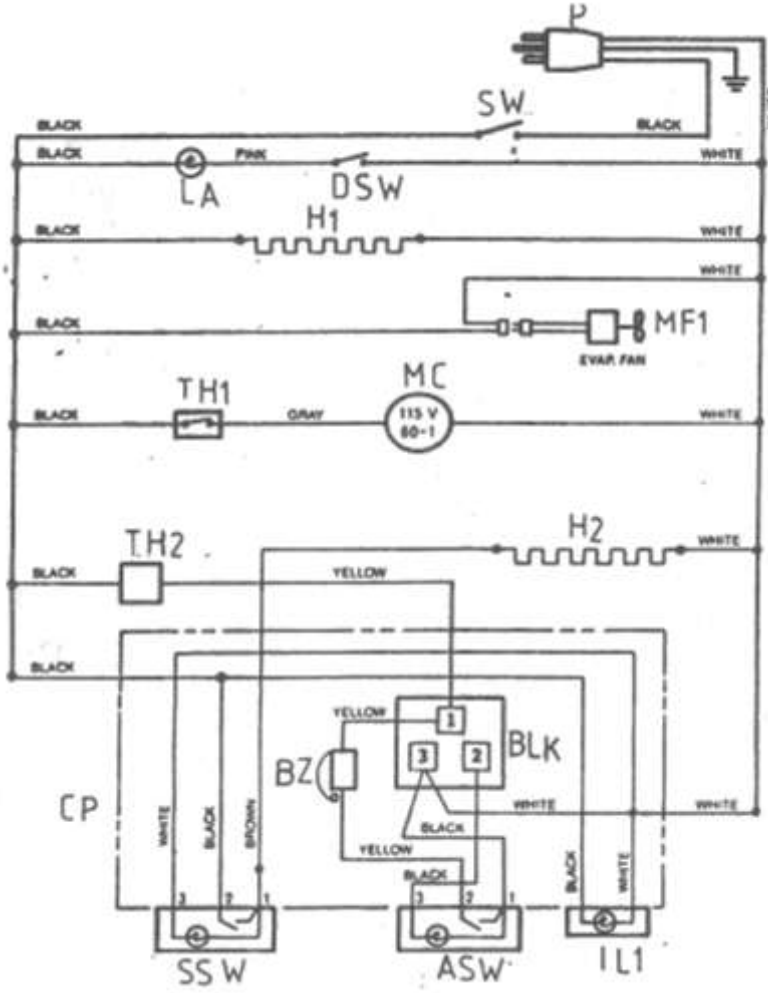 P
SW
BLACK BLACK
BLACK PINK WHITE
LA DSW
H1
BLACK WHITE
WHITE
BLACK MF1
EVAP. FAN
TH1 MC
BLACK GRAY 115 V WHITE
60-1
H2
TH2 WHITE
BLACK YELLOW
BLACK
YELLOW 1 BLK
3 2
BZ
CP WHITE WHITE
WHITE BLACK BROWN BLACK
YELLOW
BLACK BLACK WHITE
3 2 1 3 2 1
SSW ASW IL1